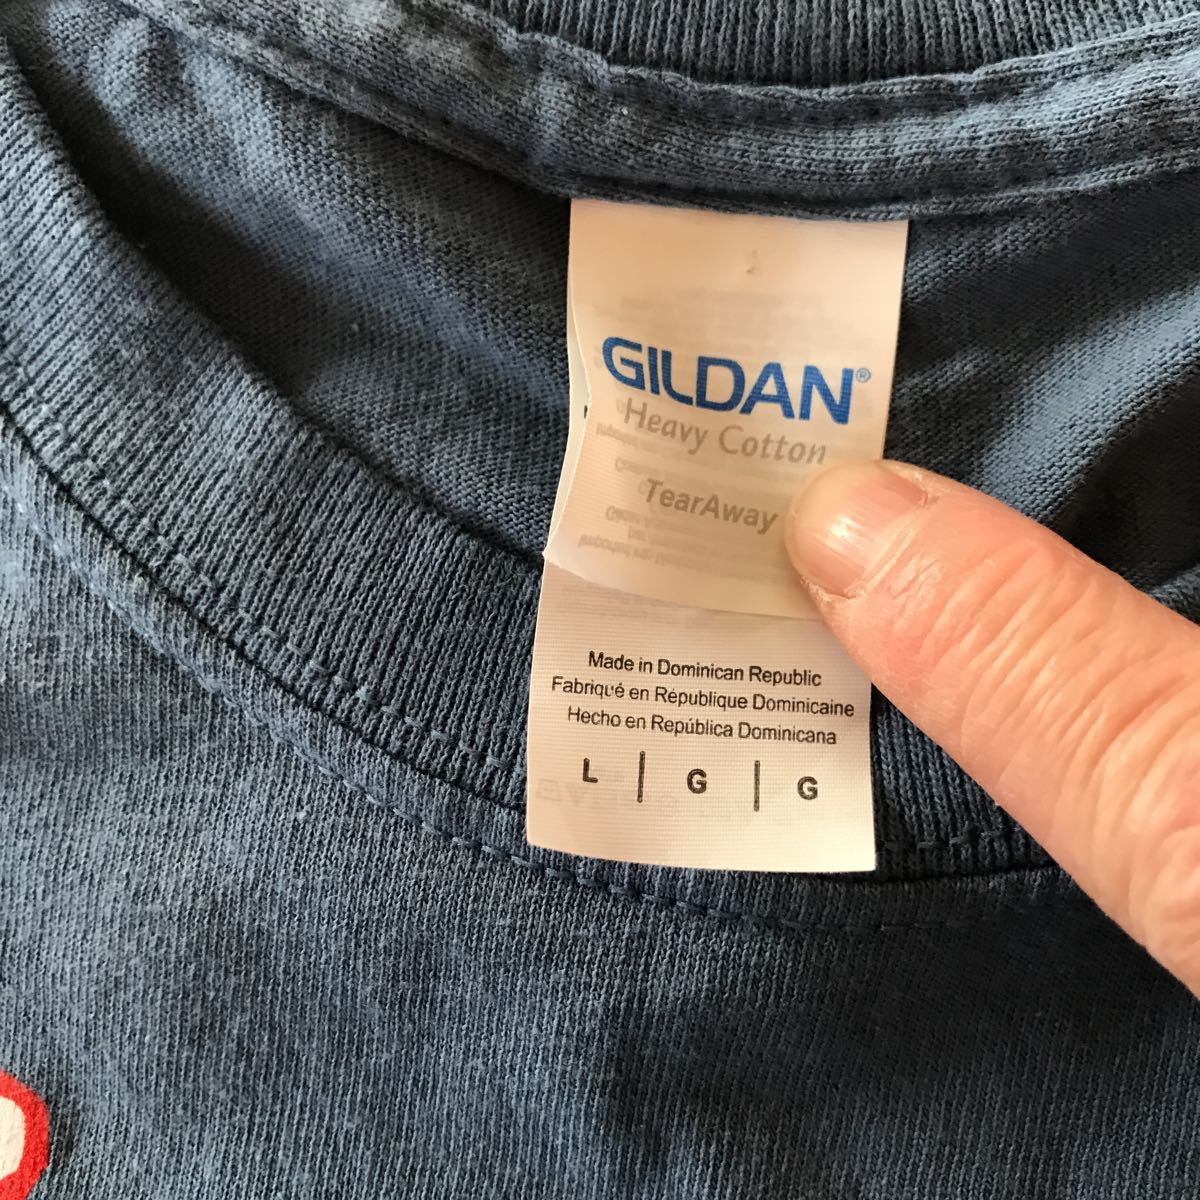 GILDAN®
Heavy Cotton
TearAway
Made in Dominican Republic
Fabriqué en République Dominicaine
Hecho en República Dominicana
L | G | G